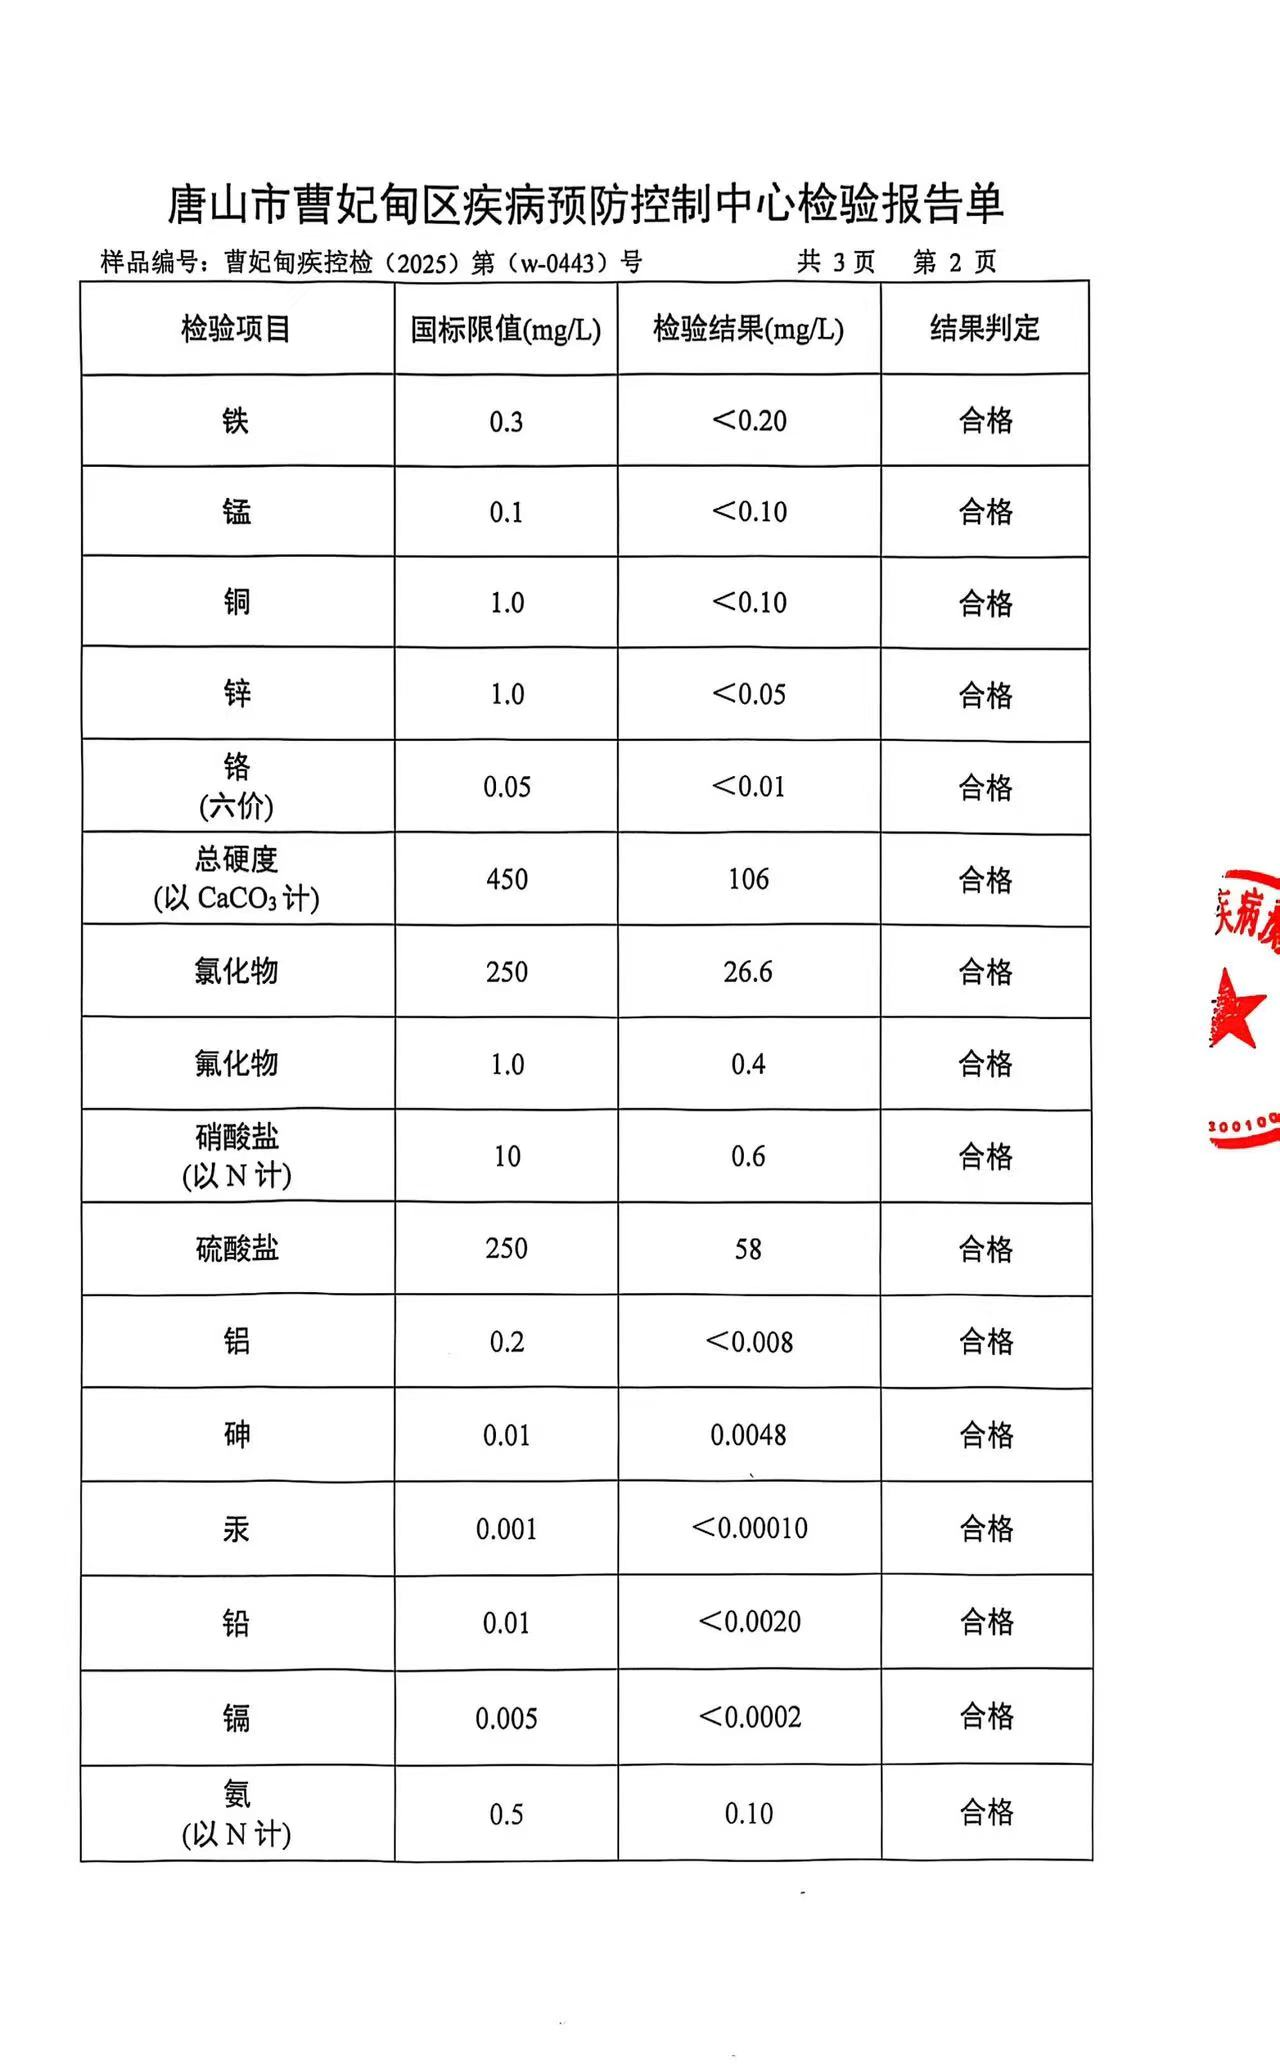 唐山市曹妃甸区疾病预防控制中心检验报告单
样品编号：曹妃甸疾控检（2025）第（w-0443）号 共 3 页 第 2 页
检验项目 国标限值(mg/L) 检验结果(mg/L) 结果判定
铁 0.3 <0.20 合格
锰 0.1 <0.10 合格
铜 1.0 <0.10 合格
锌 1.0 <0.05 合格
铬
(六价) 0.05 <0.01 合格
总硬度
(以 CaCO₃ 计) 450 106 合格
氯化物 250 26.6 合格
氟化物 1.0 0.4 合格
硝酸盐
(以 N 计) 10 0.6 合格
硫酸盐 250 58 合格
铝 0.2 <0.008 合格
砷 0.01 0.0048 合格
汞 0.001 <0.00010 合格
铅 0.01 <0.0020 合格
镉 0.005 <0.0002 合格
氨
(以 N 计) 0.5 0.10 合格
疾病